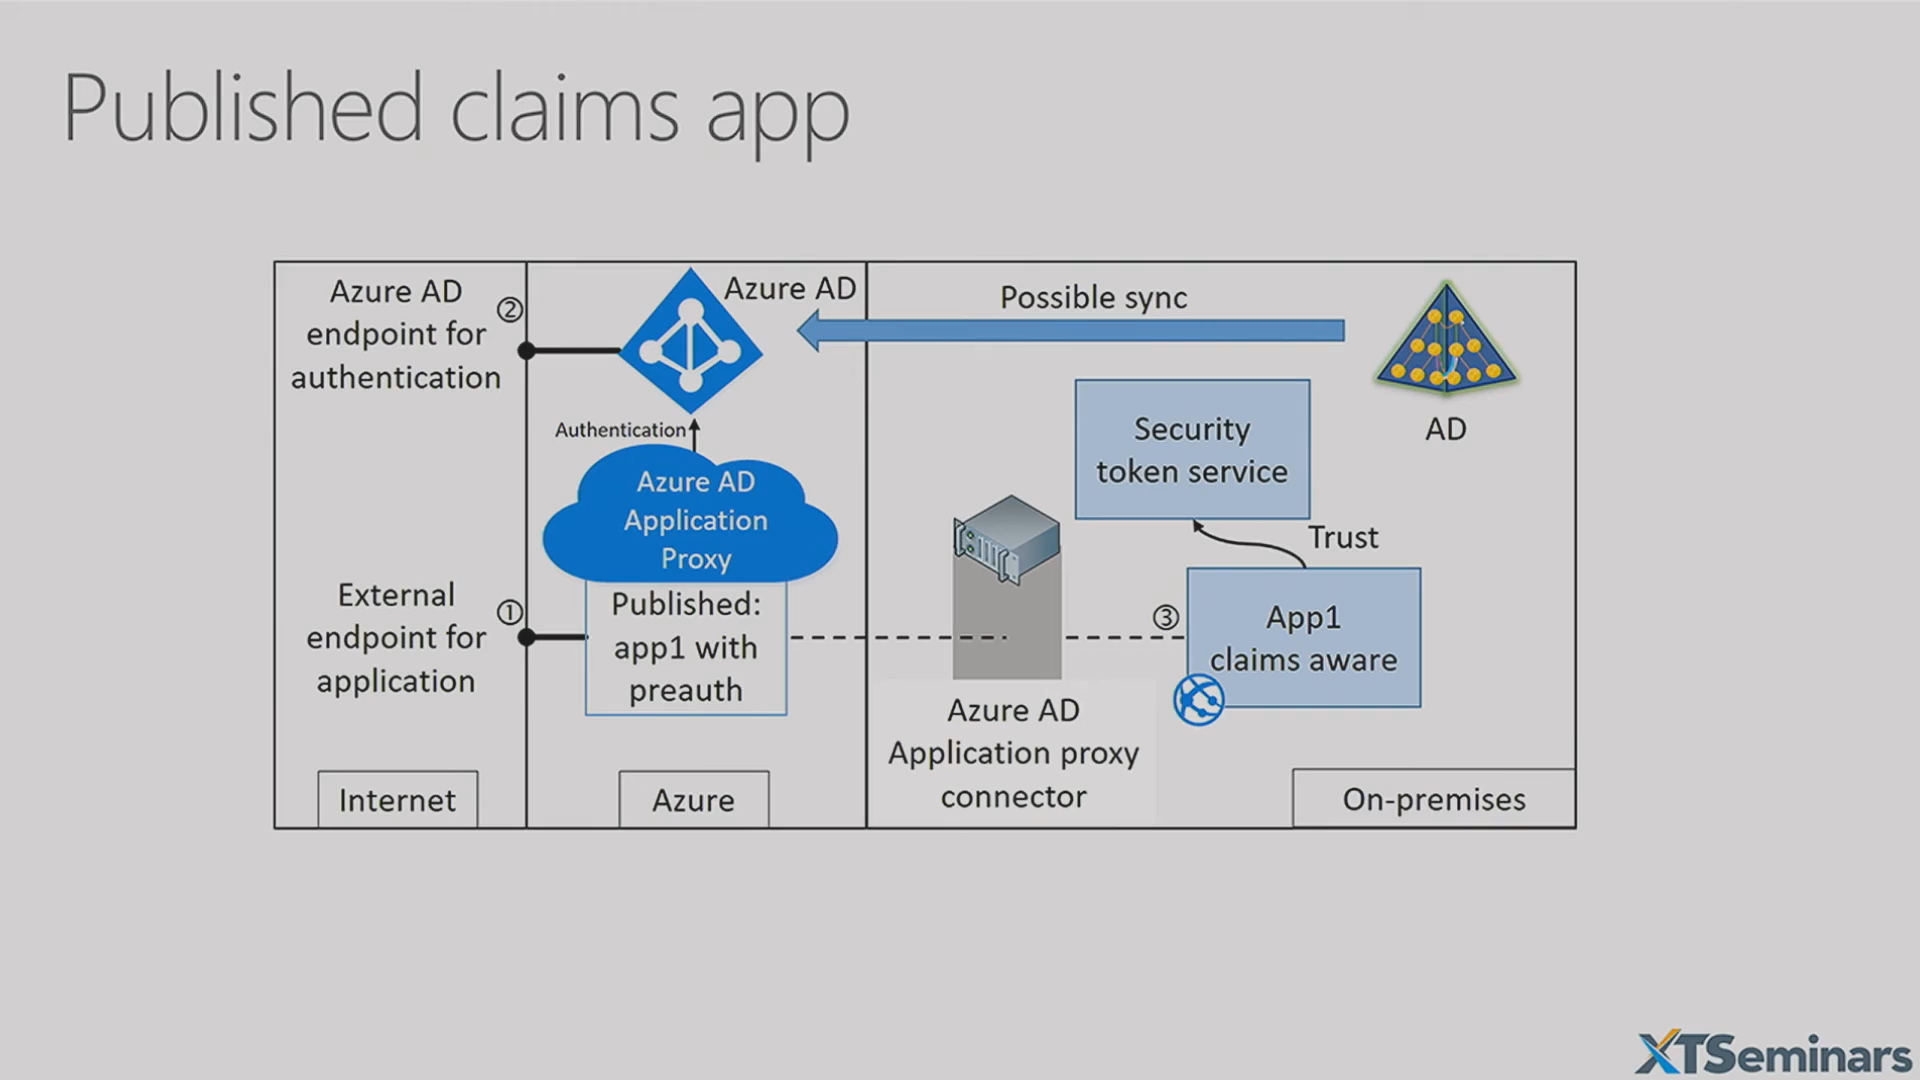 Published claims app
Azure AD
endpoint for
authentication
②
Azure AD
Possible sync
AD
Authentication
Azure AD
Application
Proxy
Security
token service
Trust
External
endpoint for
application
①
Published:
app1 with
preauth
③
App1
claims aware
Azure AD
Application proxy
connector
Internet
Azure
On-premises
XTSeminars